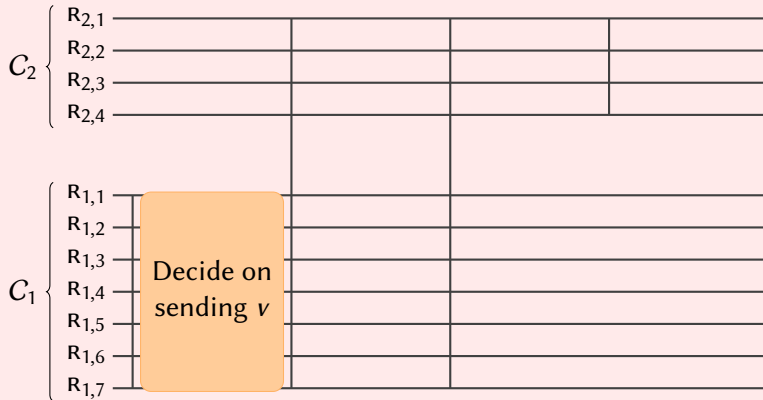 C₂
R₂,₁
R₂,₂
R₂,₃
R₂,₄
C₁
R₁,₁
R₁,₂
R₁,₃
R₁,₄
R₁,₅
R₁,₆
R₁,₇
Decide on
sending v